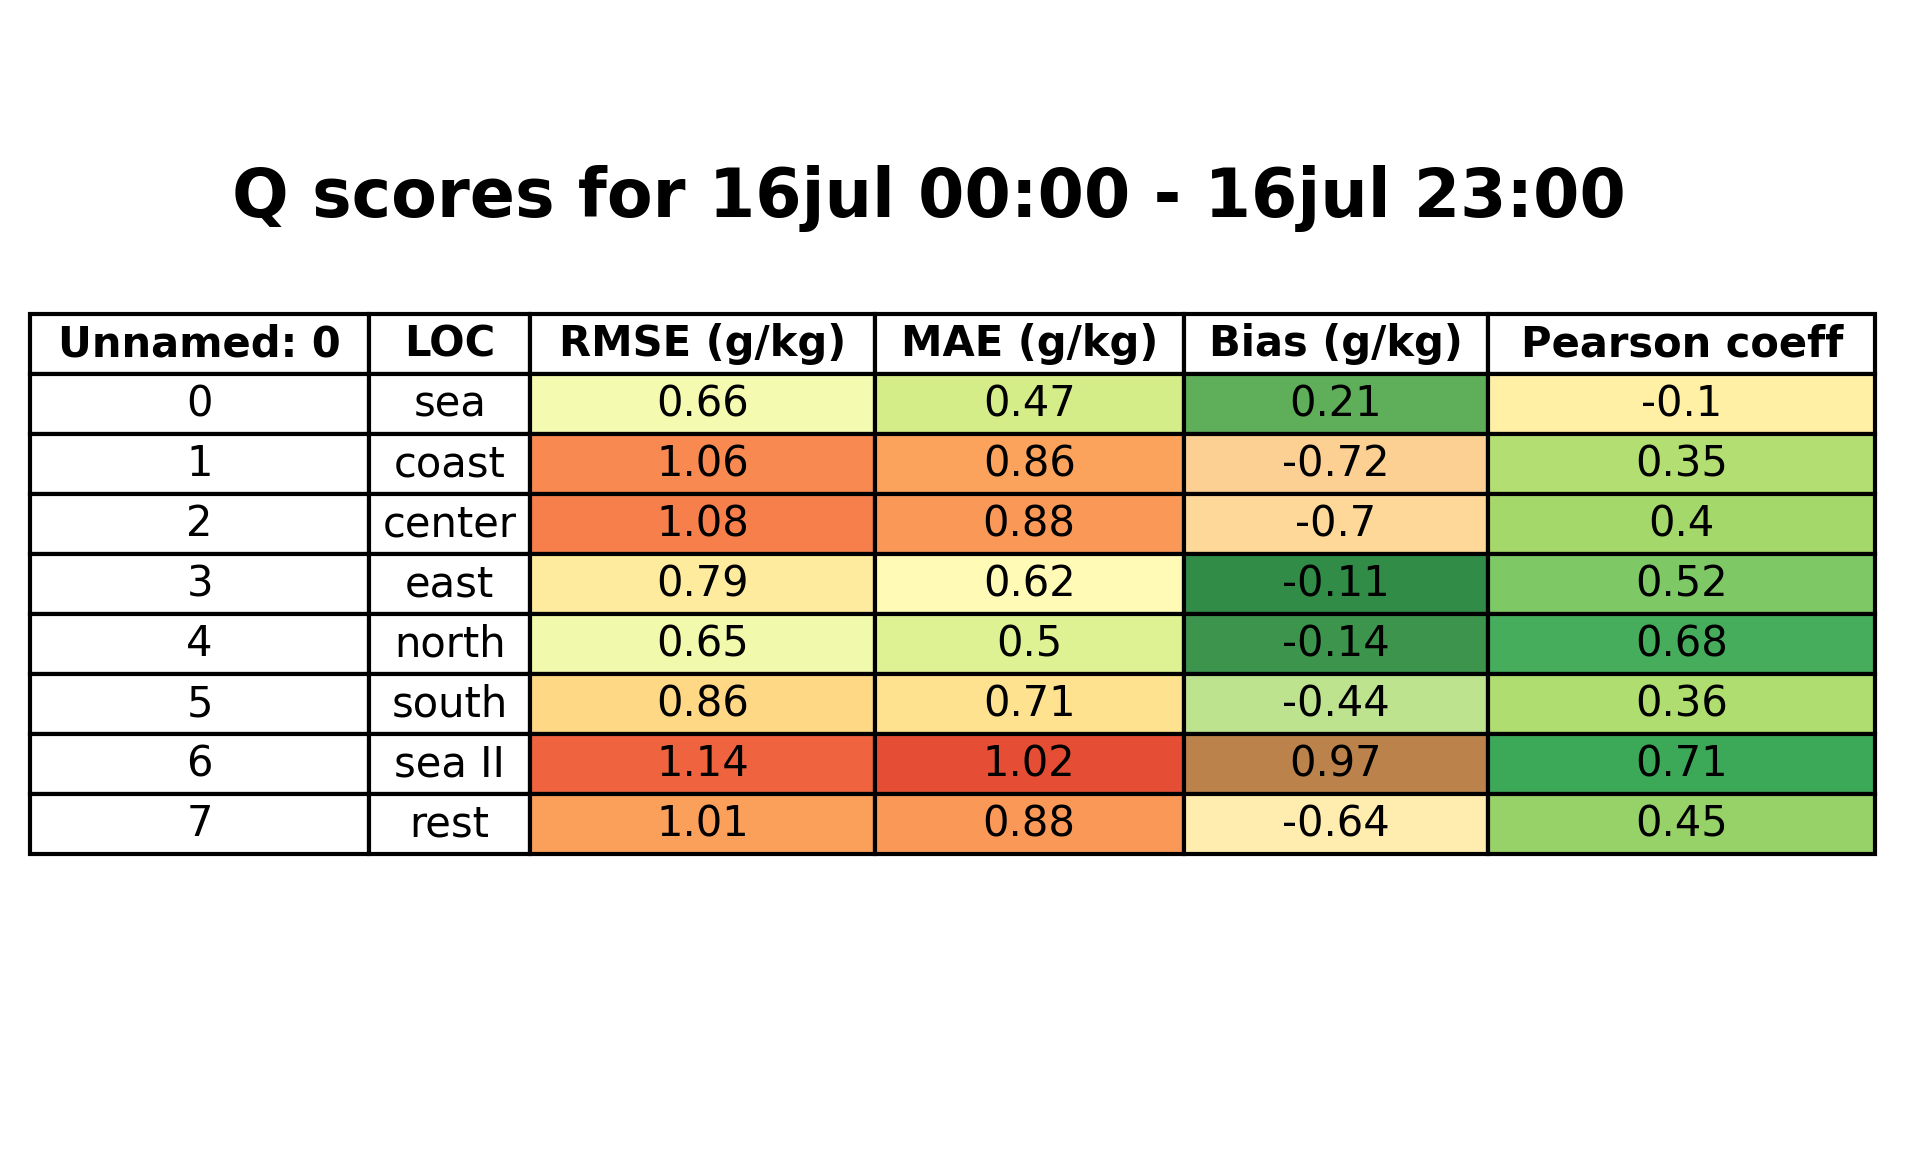 Q scores for 16jul 00:00 - 16jul 23:00
Unnamed: 0 LOC RMSE (g/kg) MAE (g/kg) Bias (g/kg) Pearson coeff
0 sea 0.66 0.47 0.21 -0.1
1 coast 1.06 0.86 -0.72 0.35
2 center 1.08 0.88 -0.7 0.4
3 east 0.79 0.62 -0.11 0.52
4 north 0.65 0.5 -0.14 0.68
5 south 0.86 0.71 -0.44 0.36
6 sea II 1.14 1.02 0.97 0.71
7 rest 1.01 0.88 -0.64 0.45